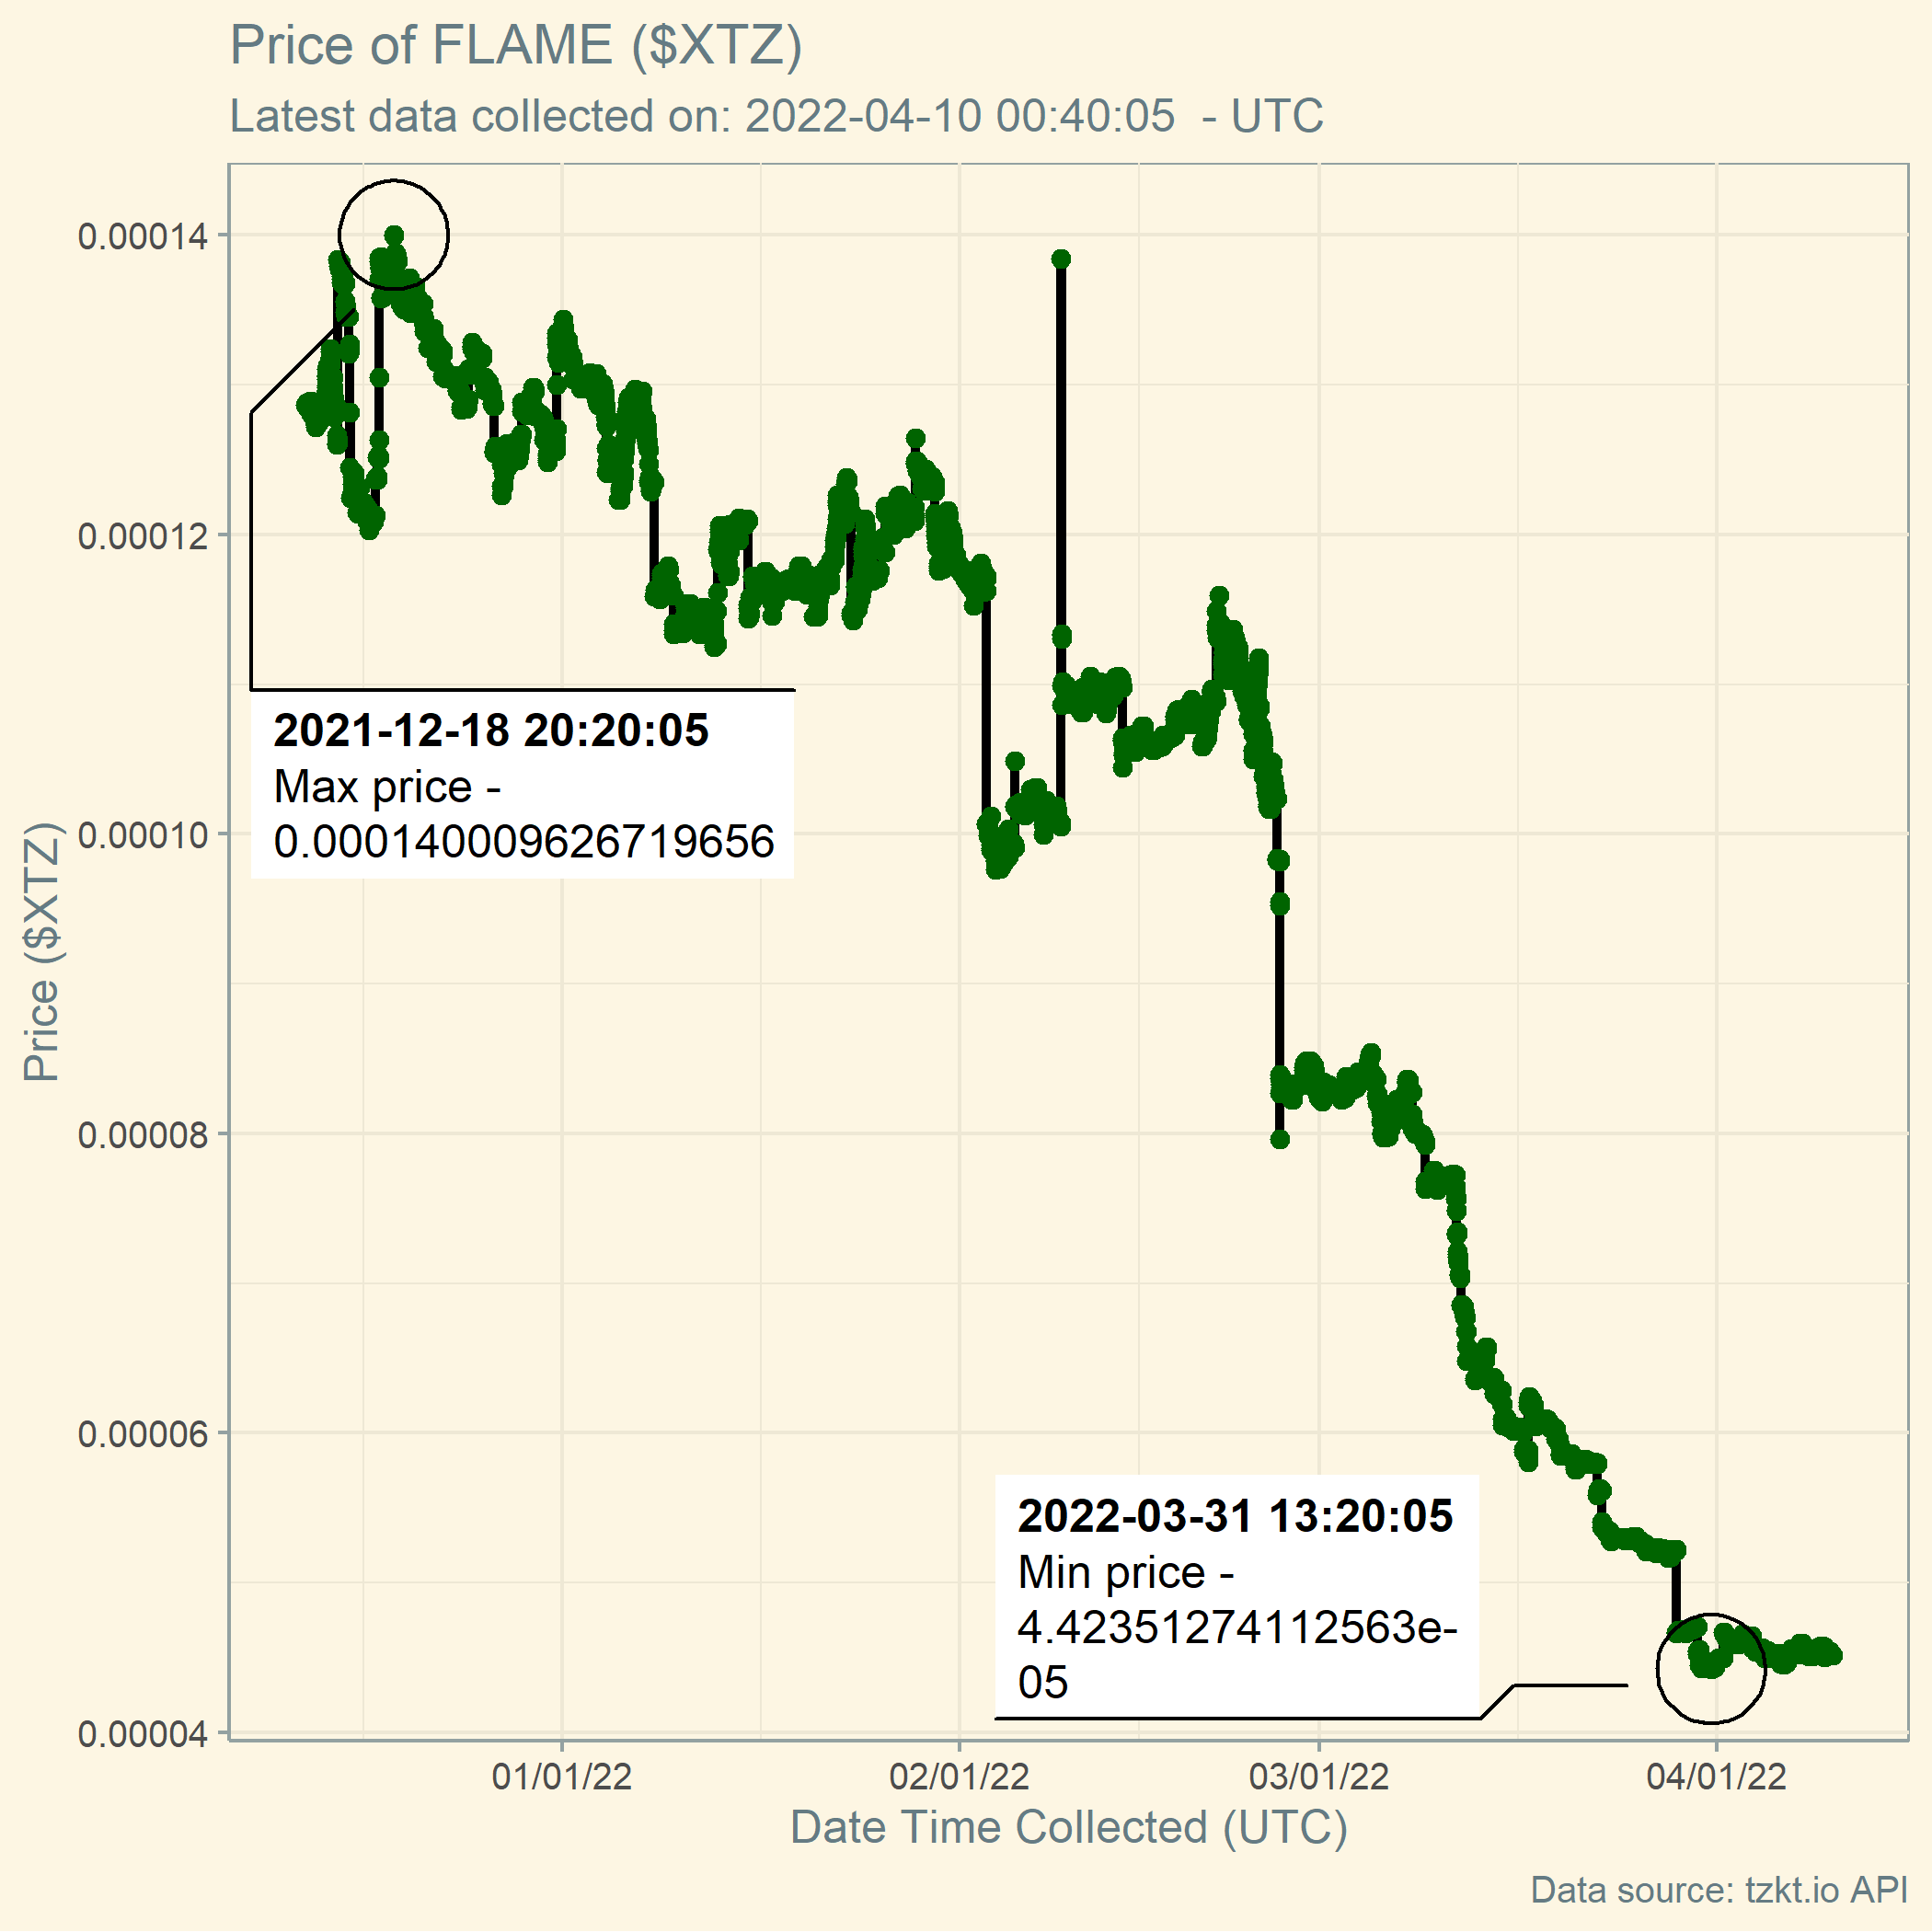 Price of FLAME ($XTZ)
Latest data collected on: 2022-04-10 00:40:05  - UTC
0.00014
0.00012
0.00010
0.00008
0.00006
0.00004
Price ($XTZ)
2021-12-18 20:20:05
Max price -
0.000140009626719656
2022-03-31 13:20:05
Min price -
4.42351274112563e-
05
01/01/22
02/01/22
03/01/22
04/01/22
Date Time Collected (UTC)
Data source: tzkt.io API